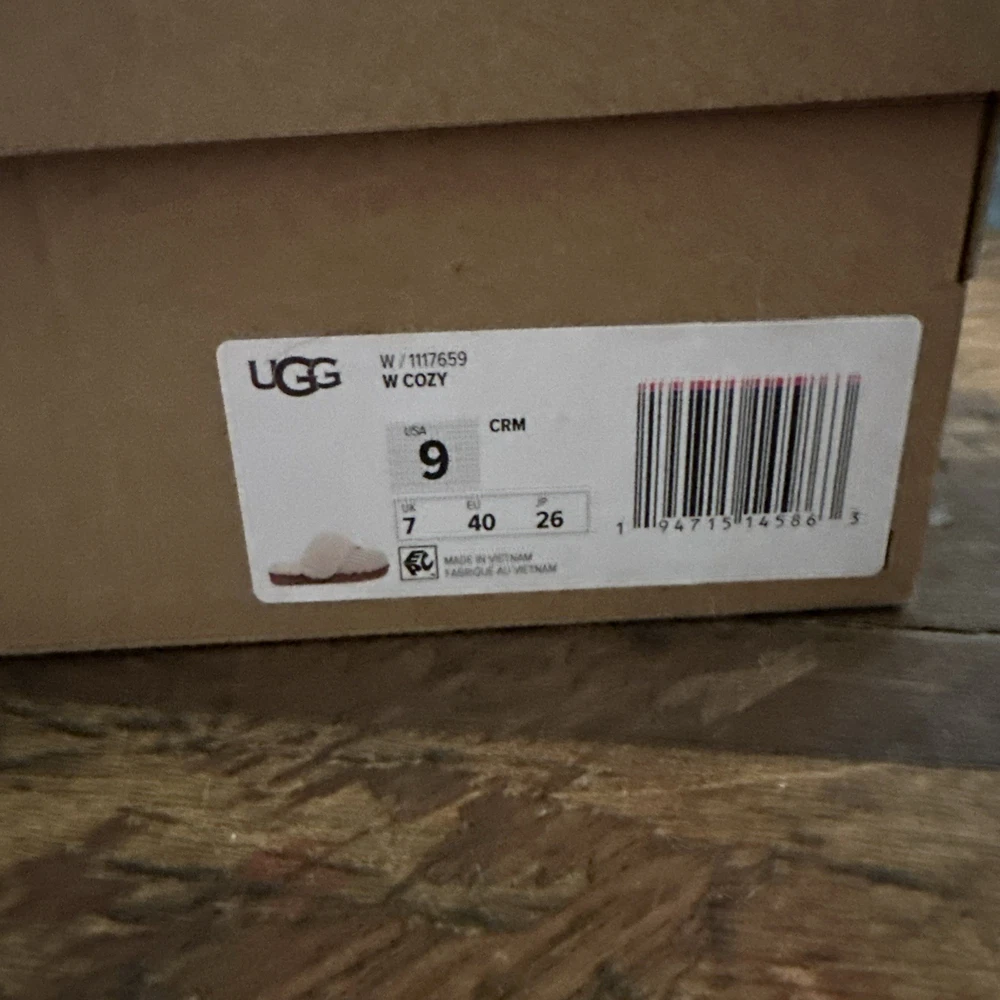 UGG
W / 1117659
W COZY
USA
9
CRM
UK EU JP
7 40 26
MADE IN VIETNAM
FABRIQUÉ AU VIETNAM
1 94715 14586 3